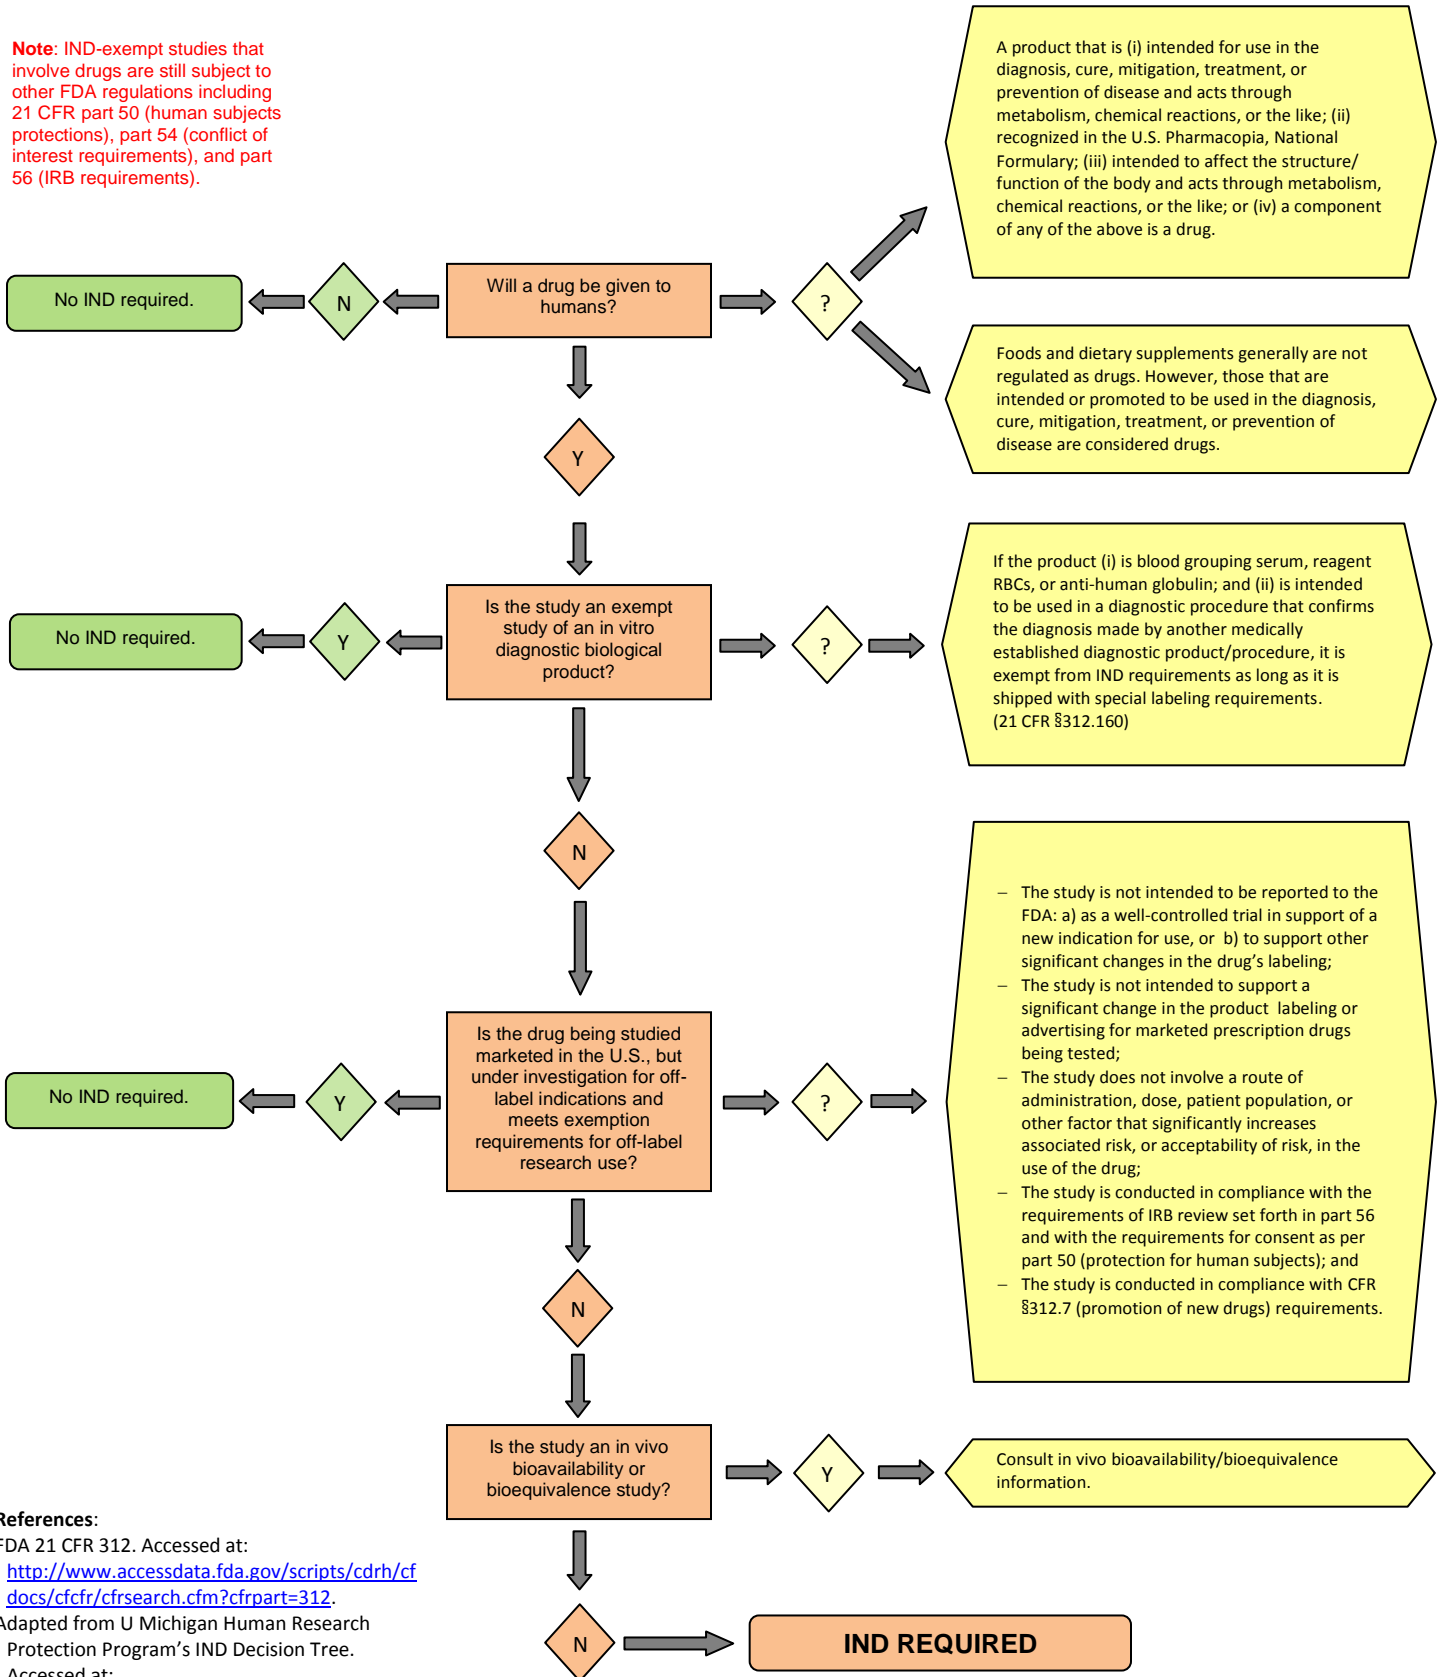 Note: IND-exempt studies that
involve drugs are still subject to
other FDA regulations including
21 CFR part 50 (human subjects
protections), part 54 (conflict of
interest requirements), and part
56 (IRB requirements).
A product that is (i) intended for use in the
diagnosis, cure, mitigation, treatment, or
prevention of disease and acts through
metabolism, chemical reactions, or the like; (ii)
recognized in the U.S. Pharmacopia, National
Formulary; (iii) intended to affect the structure/
function of the body and acts through metabolism,
chemical reactions, or the like; or (iv) a component
of any of the above is a drug.
No IND required.
N
Will a drug be given to
humans?
?
Foods and dietary supplements generally are not
regulated as drugs. However, those that are
intended or promoted to be used in the diagnosis,
cure, mitigation, treatment, or prevention of
disease are considered drugs.
Y
No IND required.
Y
Is the study an exempt
study of an in vitro
diagnostic biological
product?
?
If the product (i) is blood grouping serum, reagent
RBCs, or anti-human globulin; and (ii) is intended
to be used in a diagnostic procedure that confirms
the diagnosis made by another medically
established diagnostic product/procedure, it is
exempt from IND requirements as long as it is
shipped with special labeling requirements.
(21 CFR §312.160)
N
No IND required.
Y
Is the drug being studied
marketed in the U.S., but
under investigation for off-
label indications and
meets exemption
requirements for off-label
research use?
?
– The study is not intended to be reported to the
FDA: a) as a well-controlled trial in support of a
new indication for use, or b) to support other
significant changes in the drug's labeling;
– The study is not intended to support a
significant change in the product labeling or
advertising for marketed prescription drugs
being tested;
– The study does not involve a route of
administration, dose, patient population, or
other factor that significantly increases
associated risk, or acceptability of risk, in the
use of the drug;
– The study is conducted in compliance with the
requirements of IRB review set forth in part 56
and with the requirements for consent as per
part 50 (protection for human subjects); and
– The study is conducted in compliance with CFR
§312.7 (promotion of new drugs) requirements.
N
Is the study an in vivo
bioavailability or
bioequivalence study?
Y
Consult in vivo bioavailability/bioequivalence
information.
References:
FDA 21 CFR 312. Accessed at:
http://www.accessdata.fda.gov/scripts/cdrh/cf
docs/cfcfr/cfrsearch.cfm?cfrpart=312.
Adapted from U Michigan Human Research
Protection Program's IND Decision Tree.
Accessed at:
N
IND REQUIRED